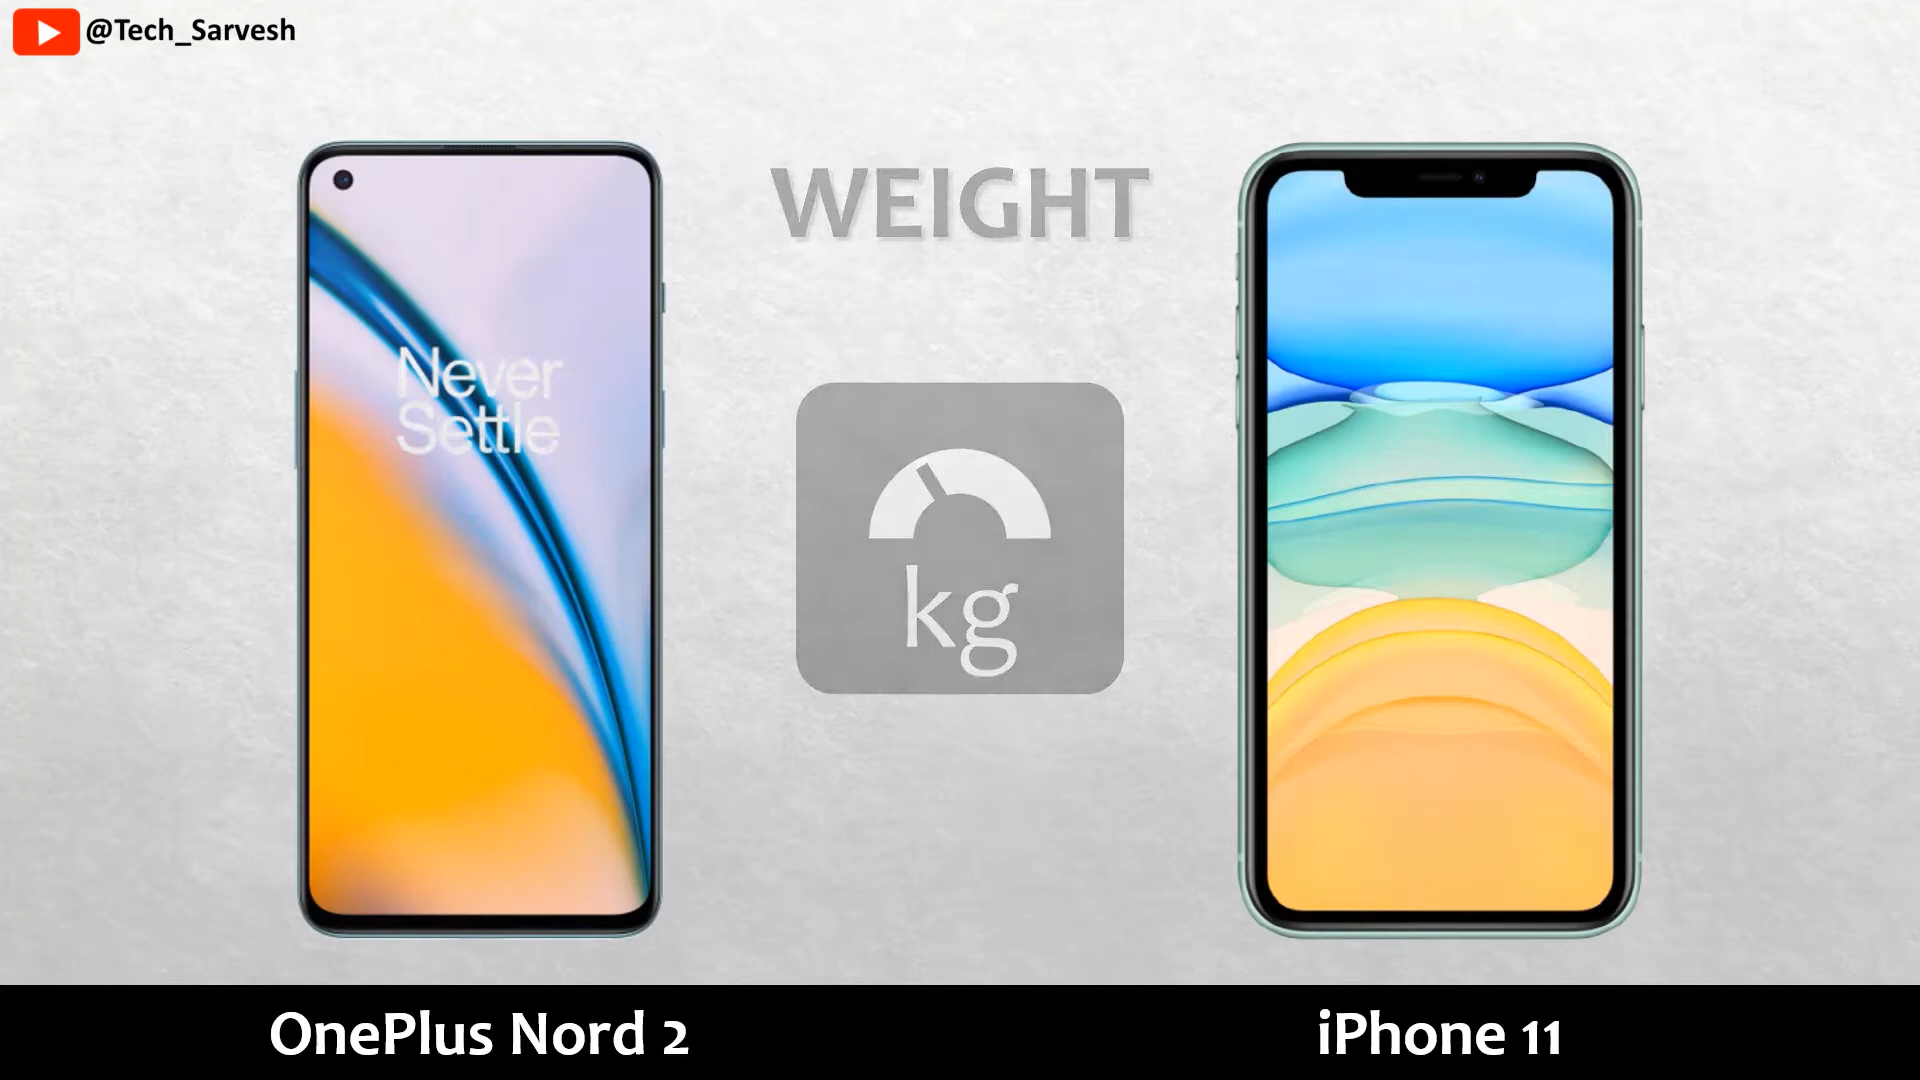 @Tech_Sarvesh
WEIGHT
Never
Settle
kg
OnePlus Nord 2
iPhone 11